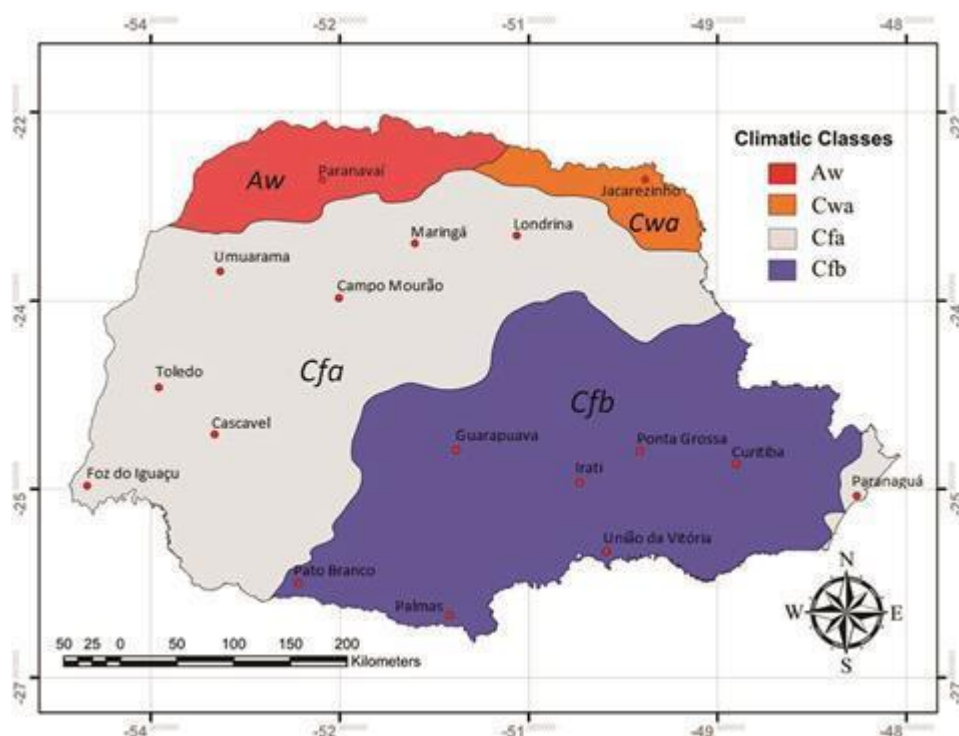 -54 -52 -51 -49 -48
-22
-22
Climatic Classes
Aw
Cwa
Cfa
Cfb
Aw
Paranavaí
Jacarezinho
Cwa
Londrina
Maringá
Umuarama
-24
-24
Campo Mourão
Cfa
Toledo
Cfb
Cascavel
Guarapuava
Ponta Grossa
Curitiba
Irati
Foz do Iguaçu
Paranaguá
-25
-25
União da Vitória
Pato Branco
Palmas
N
W E
S
50 25 0 50 100 150 200
Kilometers
-27
-27
-54 -52 -51 -49 -48